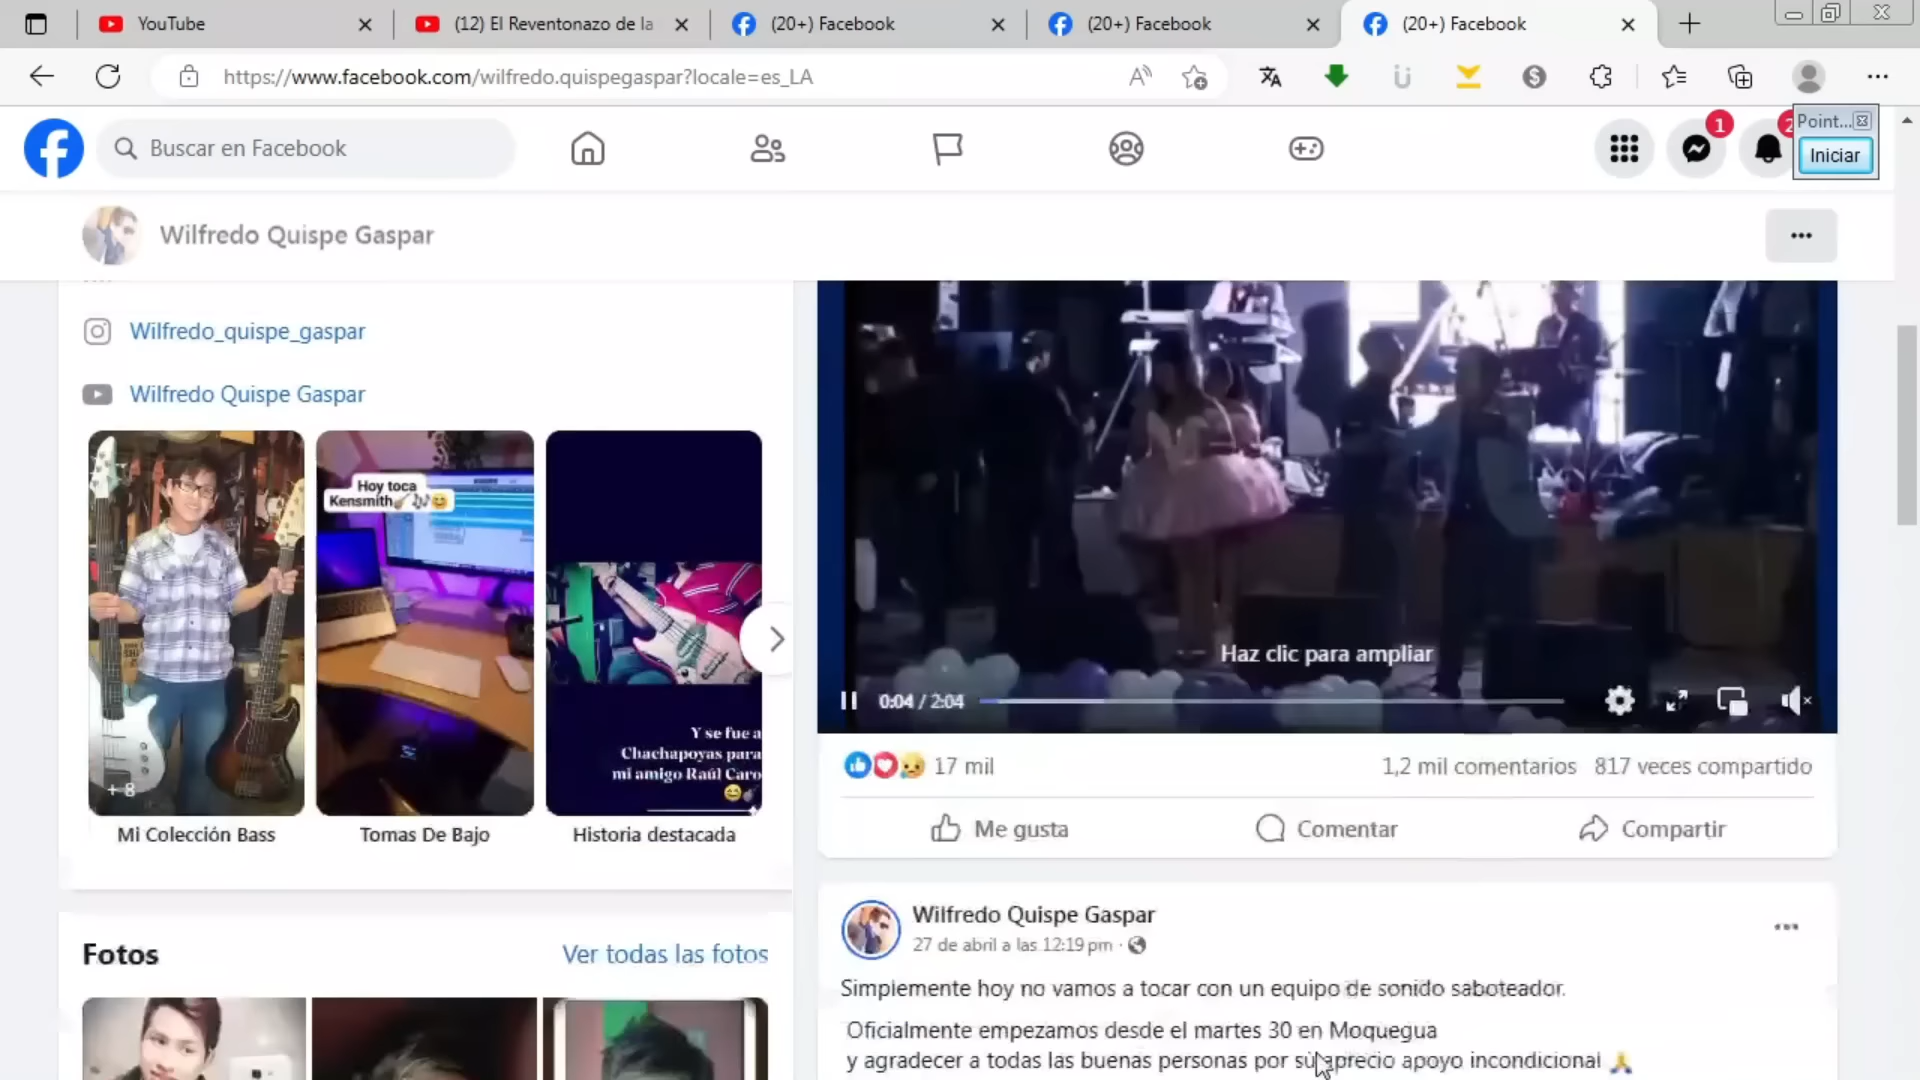 YouTube
(12) El Reventonazo de la
(20+) Facebook
(20+) Facebook
(20+) Facebook
https://www.facebook.com/wilfredo.quispegaspar?locale=es_LA
Buscar en Facebook
1
2
Point...
Iniciar
Wilfredo Quispe Gaspar
Wilfredo_quispe_gaspar
Wilfredo Quispe Gaspar
Hoy toca
Kensmith
Y se fue a
Chachapoyas para
mi amigo Raúl Caro
+ 8
Mi Colección Bass
Tomas De Bajo
Historia destacada
Fotos
Ver todas las fotos
Haz clic para ampliar
0:04 / 2:04
17 mil
1,2 mil comentarios
817 veces compartido
Me gusta
Comentar
Compartir
Wilfredo Quispe Gaspar
27 de abril a las 12:19 pm ·
Simplemente hoy no vamos a tocar con un equipo de sonido saboteador.
Oficialmente empezamos desde el martes 30 en Moquegua
y agradecer a todas las buenas personas por su aprecio apoyo incondicional 🙏